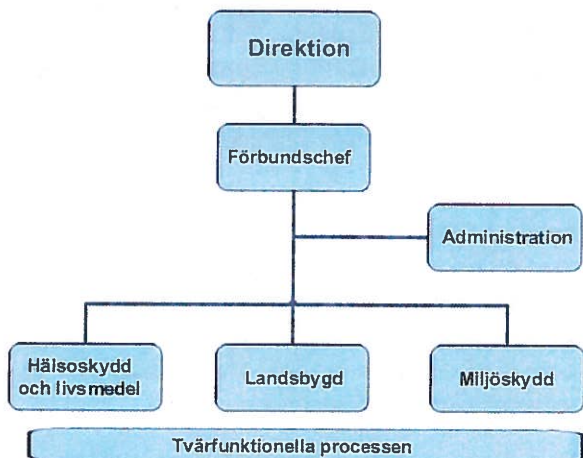 Direktion
Förbundschef
Administration
Hälsoskydd
och livsmedel
Landsbygd
Miljöskydd
Tvärfunktionella processen